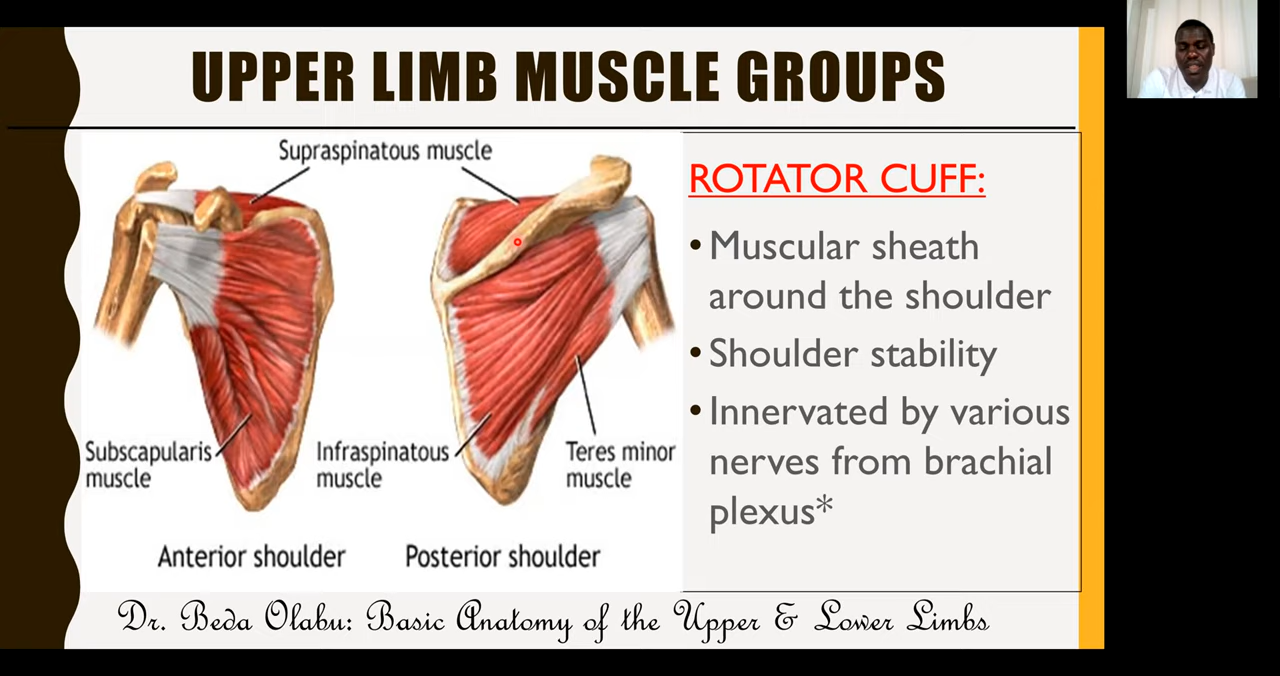 UPPER LIMB MUSCLE GROUPS
Supraspinatous muscle
Subscapularis
muscle
Infraspinatous
muscle
Teres minor
muscle
Anterior shoulder
Posterior shoulder
ROTATOR CUFF:
• Muscular sheath
around the shoulder
• Shoulder stability
• Innervated by various
nerves from brachial
plexus*
Dr. Beda Olabu: Basic Anatomy of the Upper & Lower Limbs